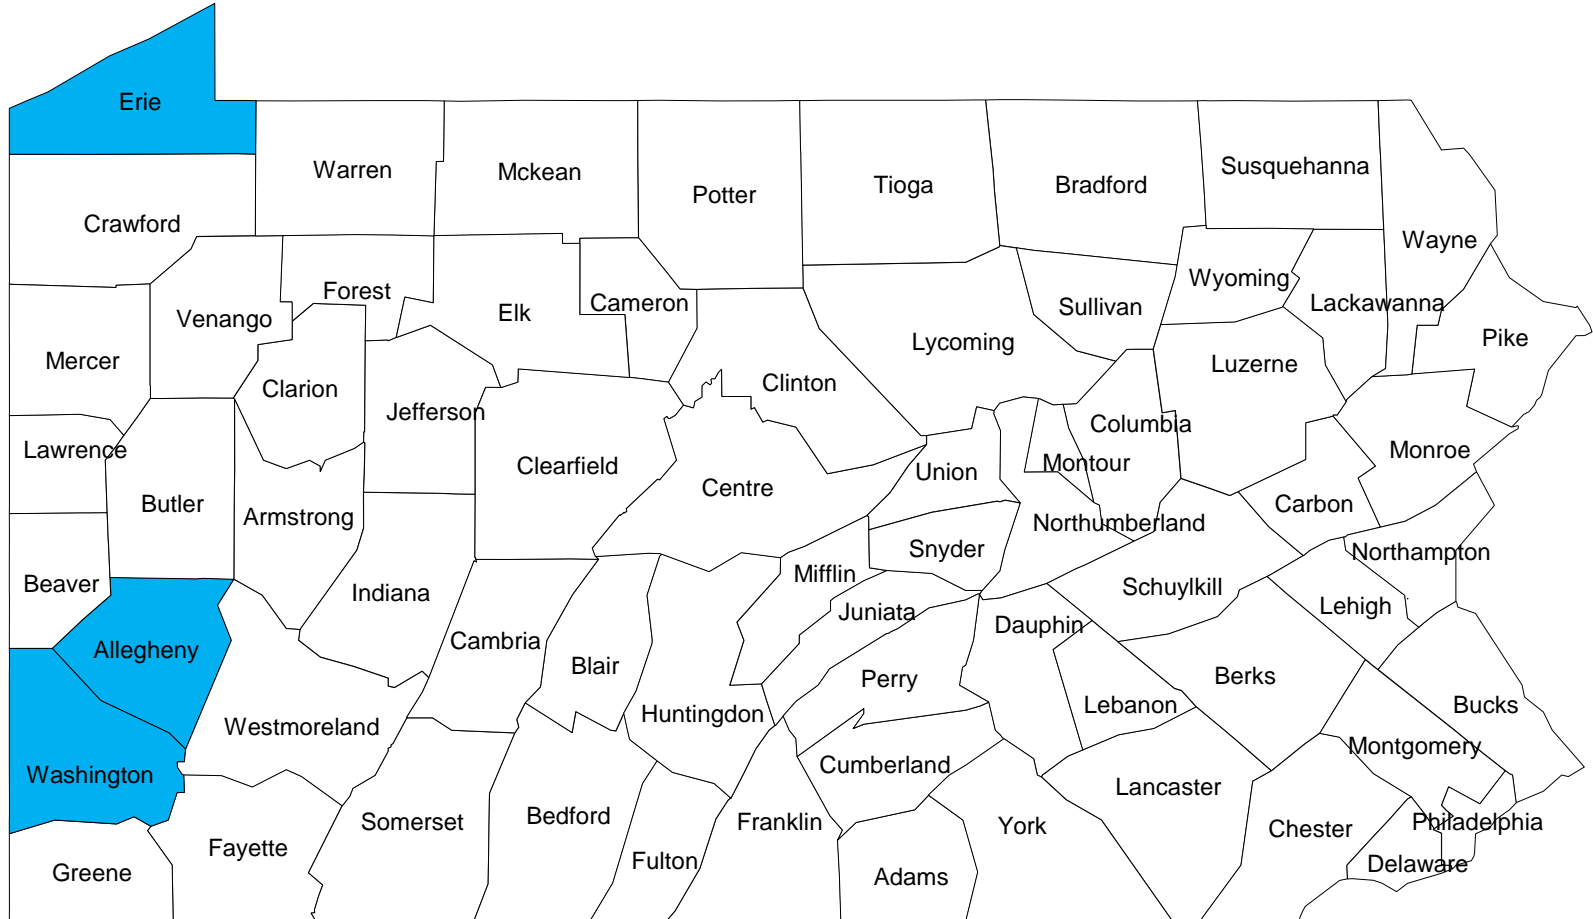 Erie
Warren
Mckean
Potter
Tioga
Bradford
Susquehanna
Wayne
Crawford
Forest
Venango
Elk
Cameron
Lycoming
Sullivan
Wyoming
Lackawanna
Pike
Mercer
Clarion
Jefferson
Clinton
Columbia
Luzerne
Monroe
Lawrence
Butler
Armstrong
Clearfield
Centre
Union
Montour
Northumberland
Carbon
Northampton
Beaver
Indiana
Mifflin
Snyder
Schuylkill
Lehigh
Allegheny
Cambria
Blair
Juniata
Dauphin
Westmoreland
Huntingdon
Perry
Lebanon
Berks
Bucks
Washington
Cumberland
Lancaster
Montgomery
Greene
Fayette
Somerset
Bedford
Fulton
Franklin
Adams
York
Chester
Delaware
Philadelphia